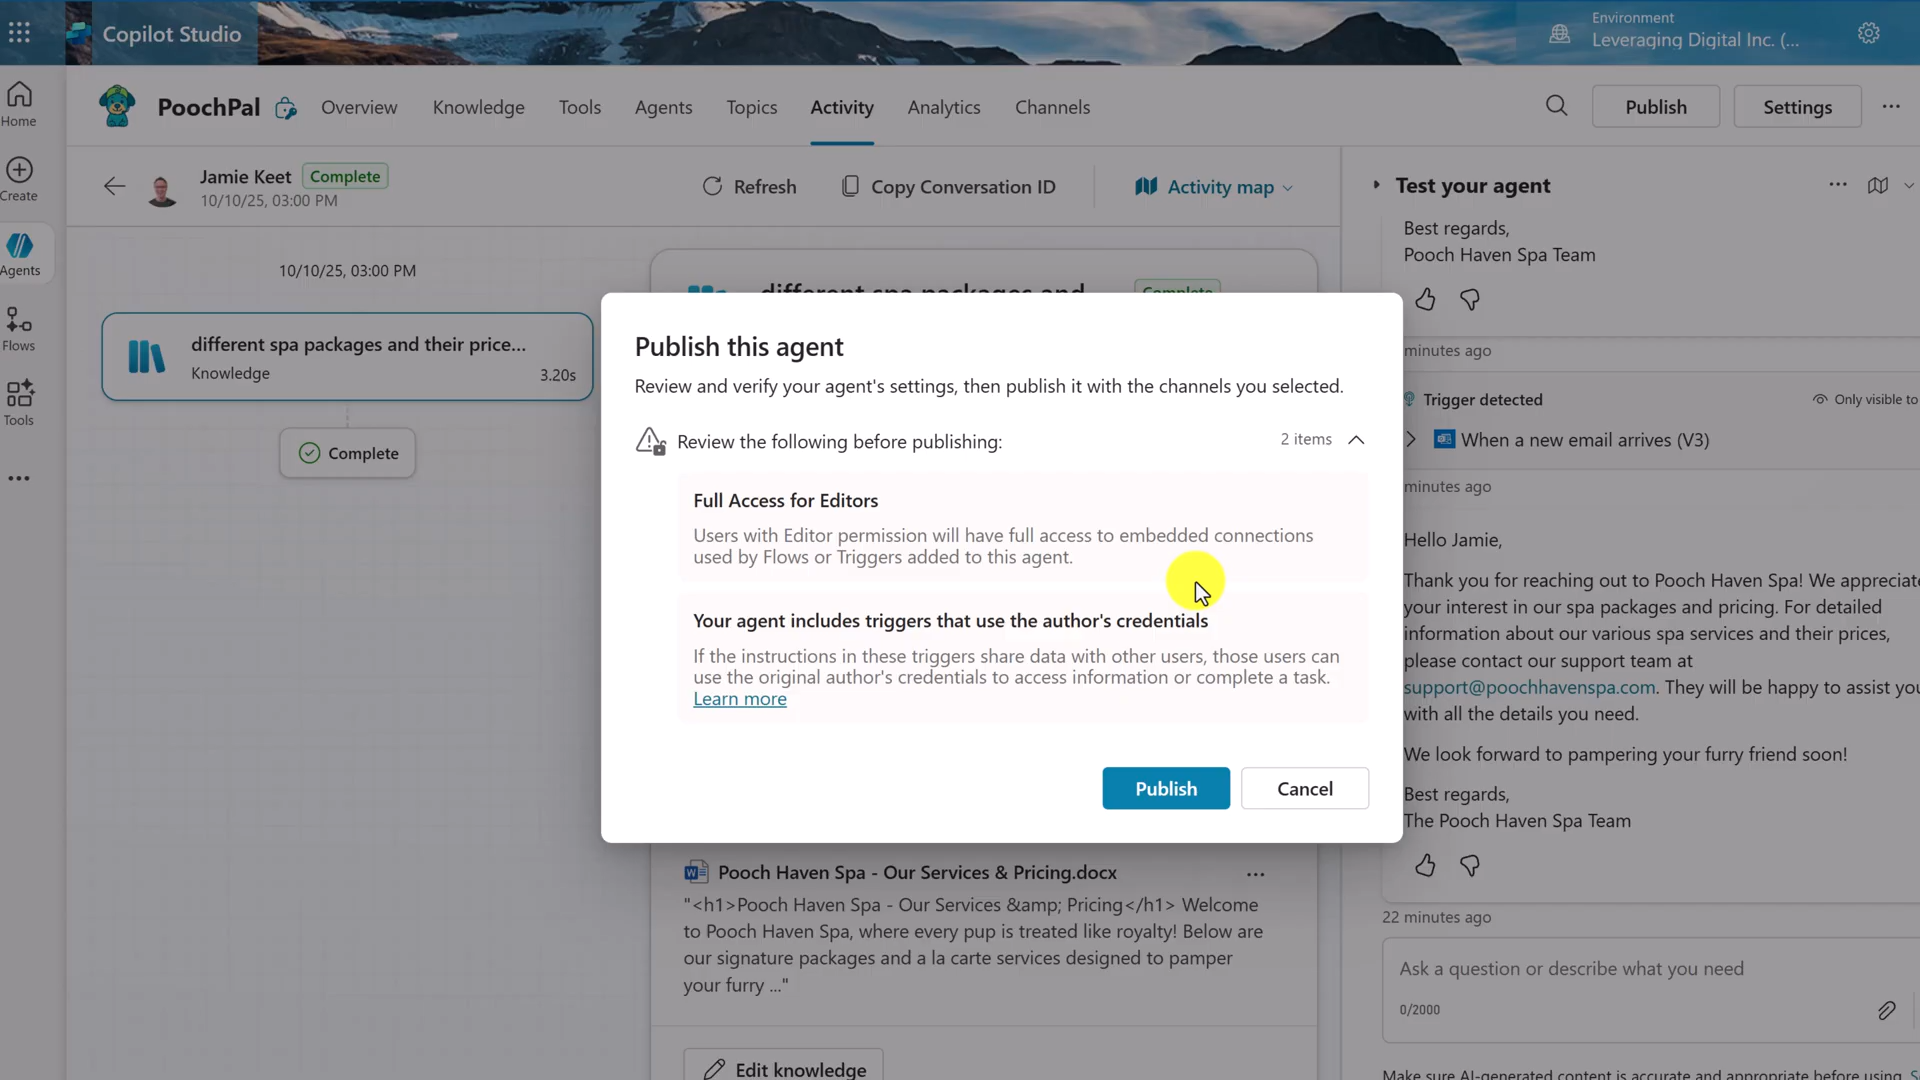 Copilot Studio
Environment
Leveraging Digital Inc. (...
Home
Create
Agents
Flows
Tools
PoochPal
Overview
Knowledge
Tools
Agents
Topics
Activity
Analytics
Channels
Publish
Settings
Jamie Keet
Complete
10/10/25, 03:00 PM
Refresh
Copy Conversation ID
Activity map
10/10/25, 03:00 PM
different spa packages and their price...
Knowledge
3.20s
Complete
different spa packages and
Complete
Publish this agent
Review and verify your agent's settings, then publish it with the channels you selected.
Review the following before publishing:
2 items
Full Access for Editors
Users with Editor permission will have full access to embedded connections
used by Flows or Triggers added to this agent.
Your agent includes triggers that use the author's credentials
If the instructions in these triggers share data with other users, those users can
use the original author's credentials to access information or complete a task.
Learn more
Publish
Cancel
Pooch Haven Spa - Our Services & Pricing.docx
"<h1>Pooch Haven Spa - Our Services &amp; Pricing</h1> Welcome
to Pooch Haven Spa, where every pup is treated like royalty! Below are
our signature packages and a la carte services designed to pamper
your furry ..."
Edit knowledge
Test your agent
Best regards,
Pooch Haven Spa Team
minutes ago
Trigger detected
Only visible to
When a new email arrives (V3)
minutes ago
Hello Jamie,
Thank you for reaching out to Pooch Haven Spa! We appreciate
your interest in our spa packages and pricing. For detailed
information about our various spa services and their prices,
please contact our support team at
support@poochhavenspa.com. They will be happy to assist you
with all the details you need.
We look forward to pampering your furry friend soon!
Best regards,
The Pooch Haven Spa Team
22 minutes ago
Ask a question or describe what you need
0/2000
Make sure AI-generated content is accurate and appropriate before using.